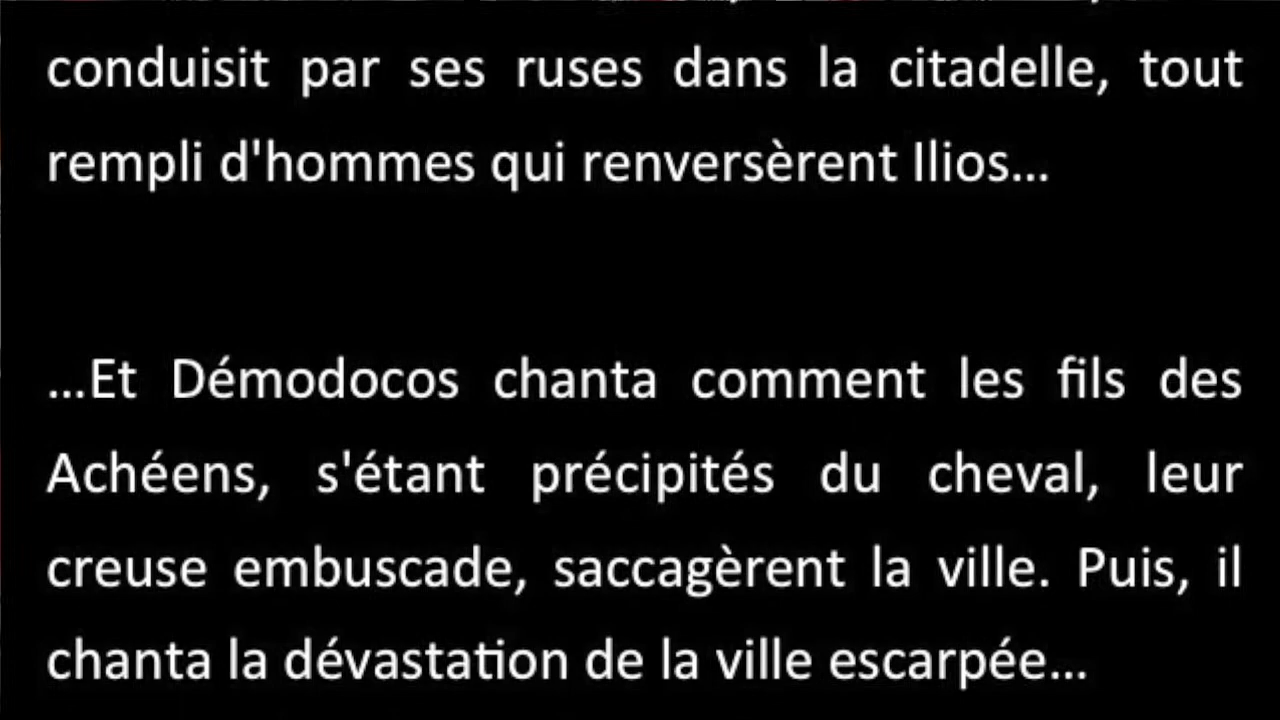 conduisit par ses ruses dans la citadelle, tout
rempli d'hommes qui renversèrent Ilios...
...Et Démodocos chanta comment les fils des
Achéens, s'étant précipités du cheval, leur
creuse embuscade, saccagèrent la ville. Puis, il
chanta la dévastation de la ville escarpée...